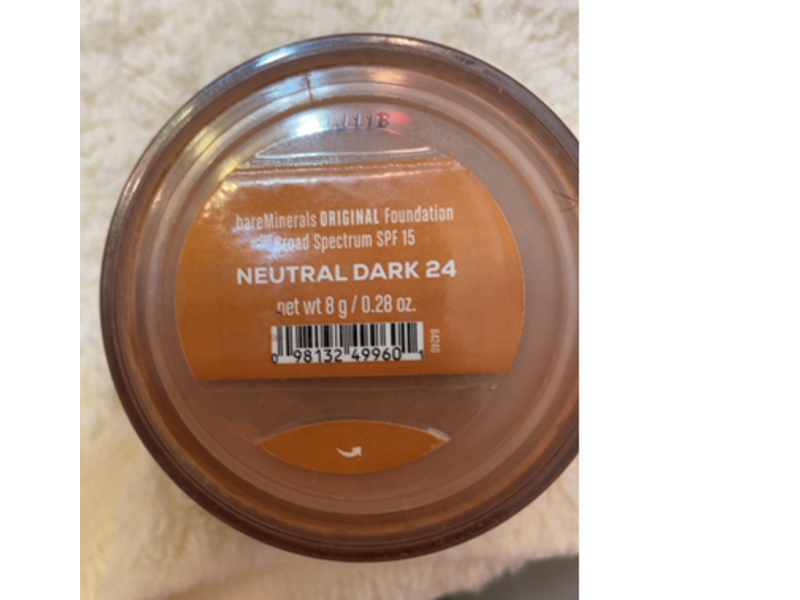 bareMinerals ORIGINAL Foundation
Broad Spectrum SPF 15
NEUTRAL DARK 24
net wt 8 g / 0.28 oz.
64240
0 98132 49960 1